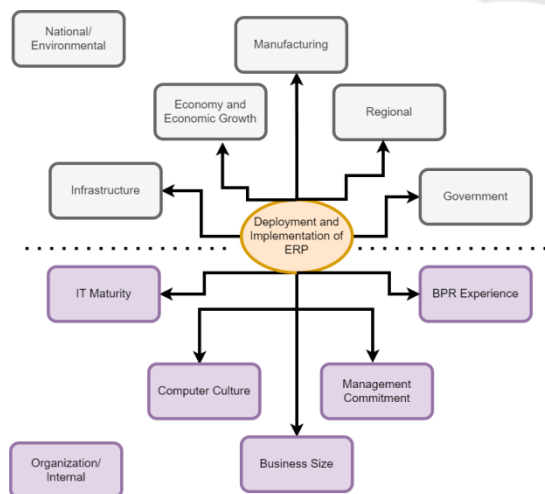 National/
Environmental
Manufacturing
Economy and
Economic Growth
Regional
Infrastructure
Government
Deployment and
Implementation of
ERP
IT Maturity
BPR Experience
Computer Culture
Management
Commitment
Organization/
Internal
Business Size